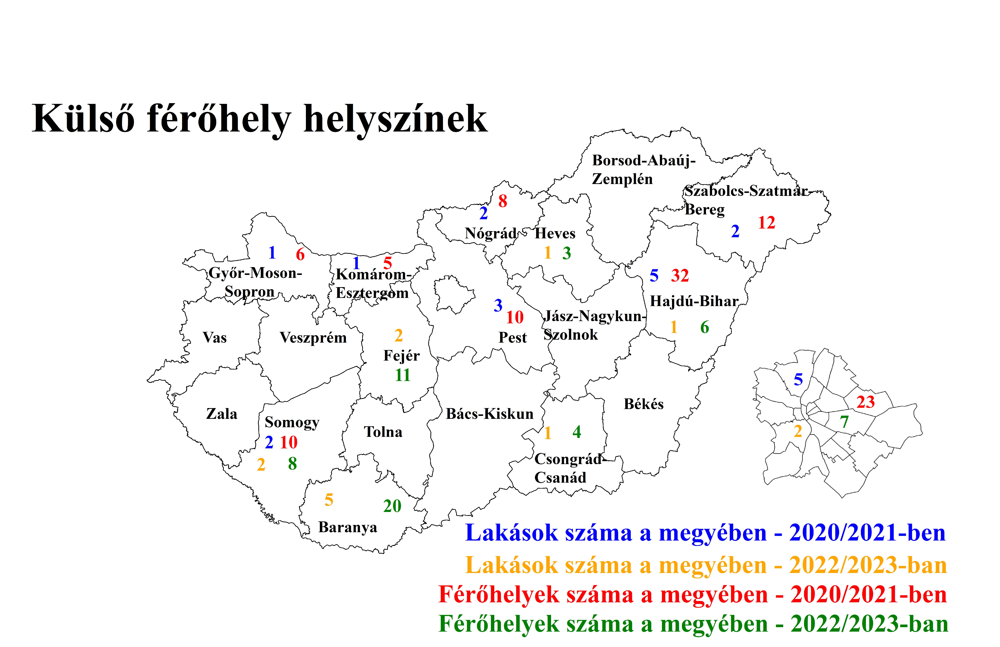 Külső férőhely helyszínek
Borsod-Abaúj-
Zemplén
Szabolcs-Szatmár-
Bereg
2 12
8
2
Nógrád
Heves
1 3
1 6
Győr-Moson-
Sopron
1 5
Komárom-
Esztergom
5 32
Hajdú-Bihar
1 6
3
10
Pest
Jász-Nagykun-
Szolnok
Vas
Veszprém
2
Fejér
11
Zala
Somogy
2 10
2 8
Tolna
Bács-Kiskun
Békés
1 4
Csongrád-
Csanád
5
23
7
2
5 20
Baranya
Lakások száma a megyében - 2020/2021-ben
Lakások száma a megyében - 2022/2023-ban
Férőhelyek száma a megyében - 2020/2021-ben
Férőhelyek száma a megyében - 2022/2023-ban